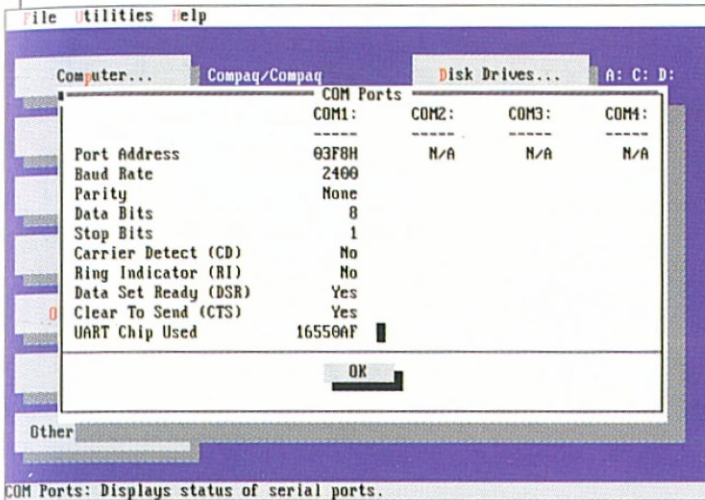 File Utilities Help
Computer... Compaq/Compaq Disk Drives... A: C: D:
COM Ports
COM1: COM2: COM3: COM4:
----- ----- ----- -----
Port Address 03F8H N/A N/A N/A
Baud Rate 2400
Parity None
Data Bits 8
Stop Bits 1
Carrier Detect (CD) No
Ring Indicator (RI) No
Data Set Ready (DSR) Yes
Clear To Send (CTS) Yes
UART Chip Used 16550AF
O
OK
Other
COM Ports: Displays status of serial ports.